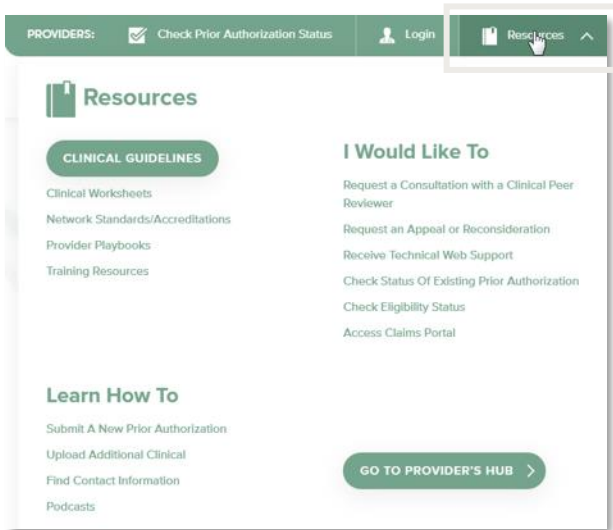 PROVIDERS:
Check Prior Authorization Status
Login
Resources
Resources
CLINICAL GUIDELINES
Clinical Worksheets
Network Standards/Accreditations
Provider Playbooks
Training Resources
I Would Like To
Request a Consultation with a Clinical Peer
Reviewer
Request an Appeal or Reconsideration
Receive Technical Web Support
Check Status Of Existing Prior Authorization
Check Eligibility Status
Access Claims Portal
Learn How To
Submit A New Prior Authorization
Upload Additional Clinical
Find Contact Information
Podcasts
GO TO PROVIDER'S HUB